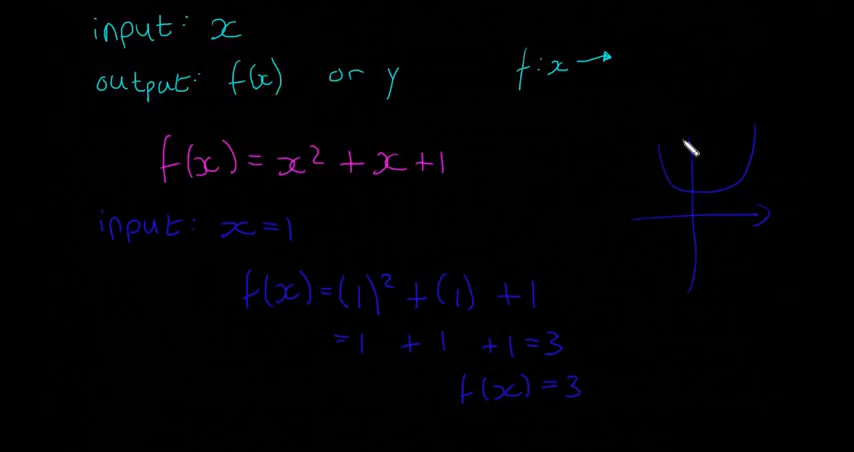 input: x
output: f(x) or y
f: x →
f(x) = x² + x + 1
input: x = 1
f(x) = (1)² + (1) + 1
= 1 + 1 + 1 = 3
f(x) = 3